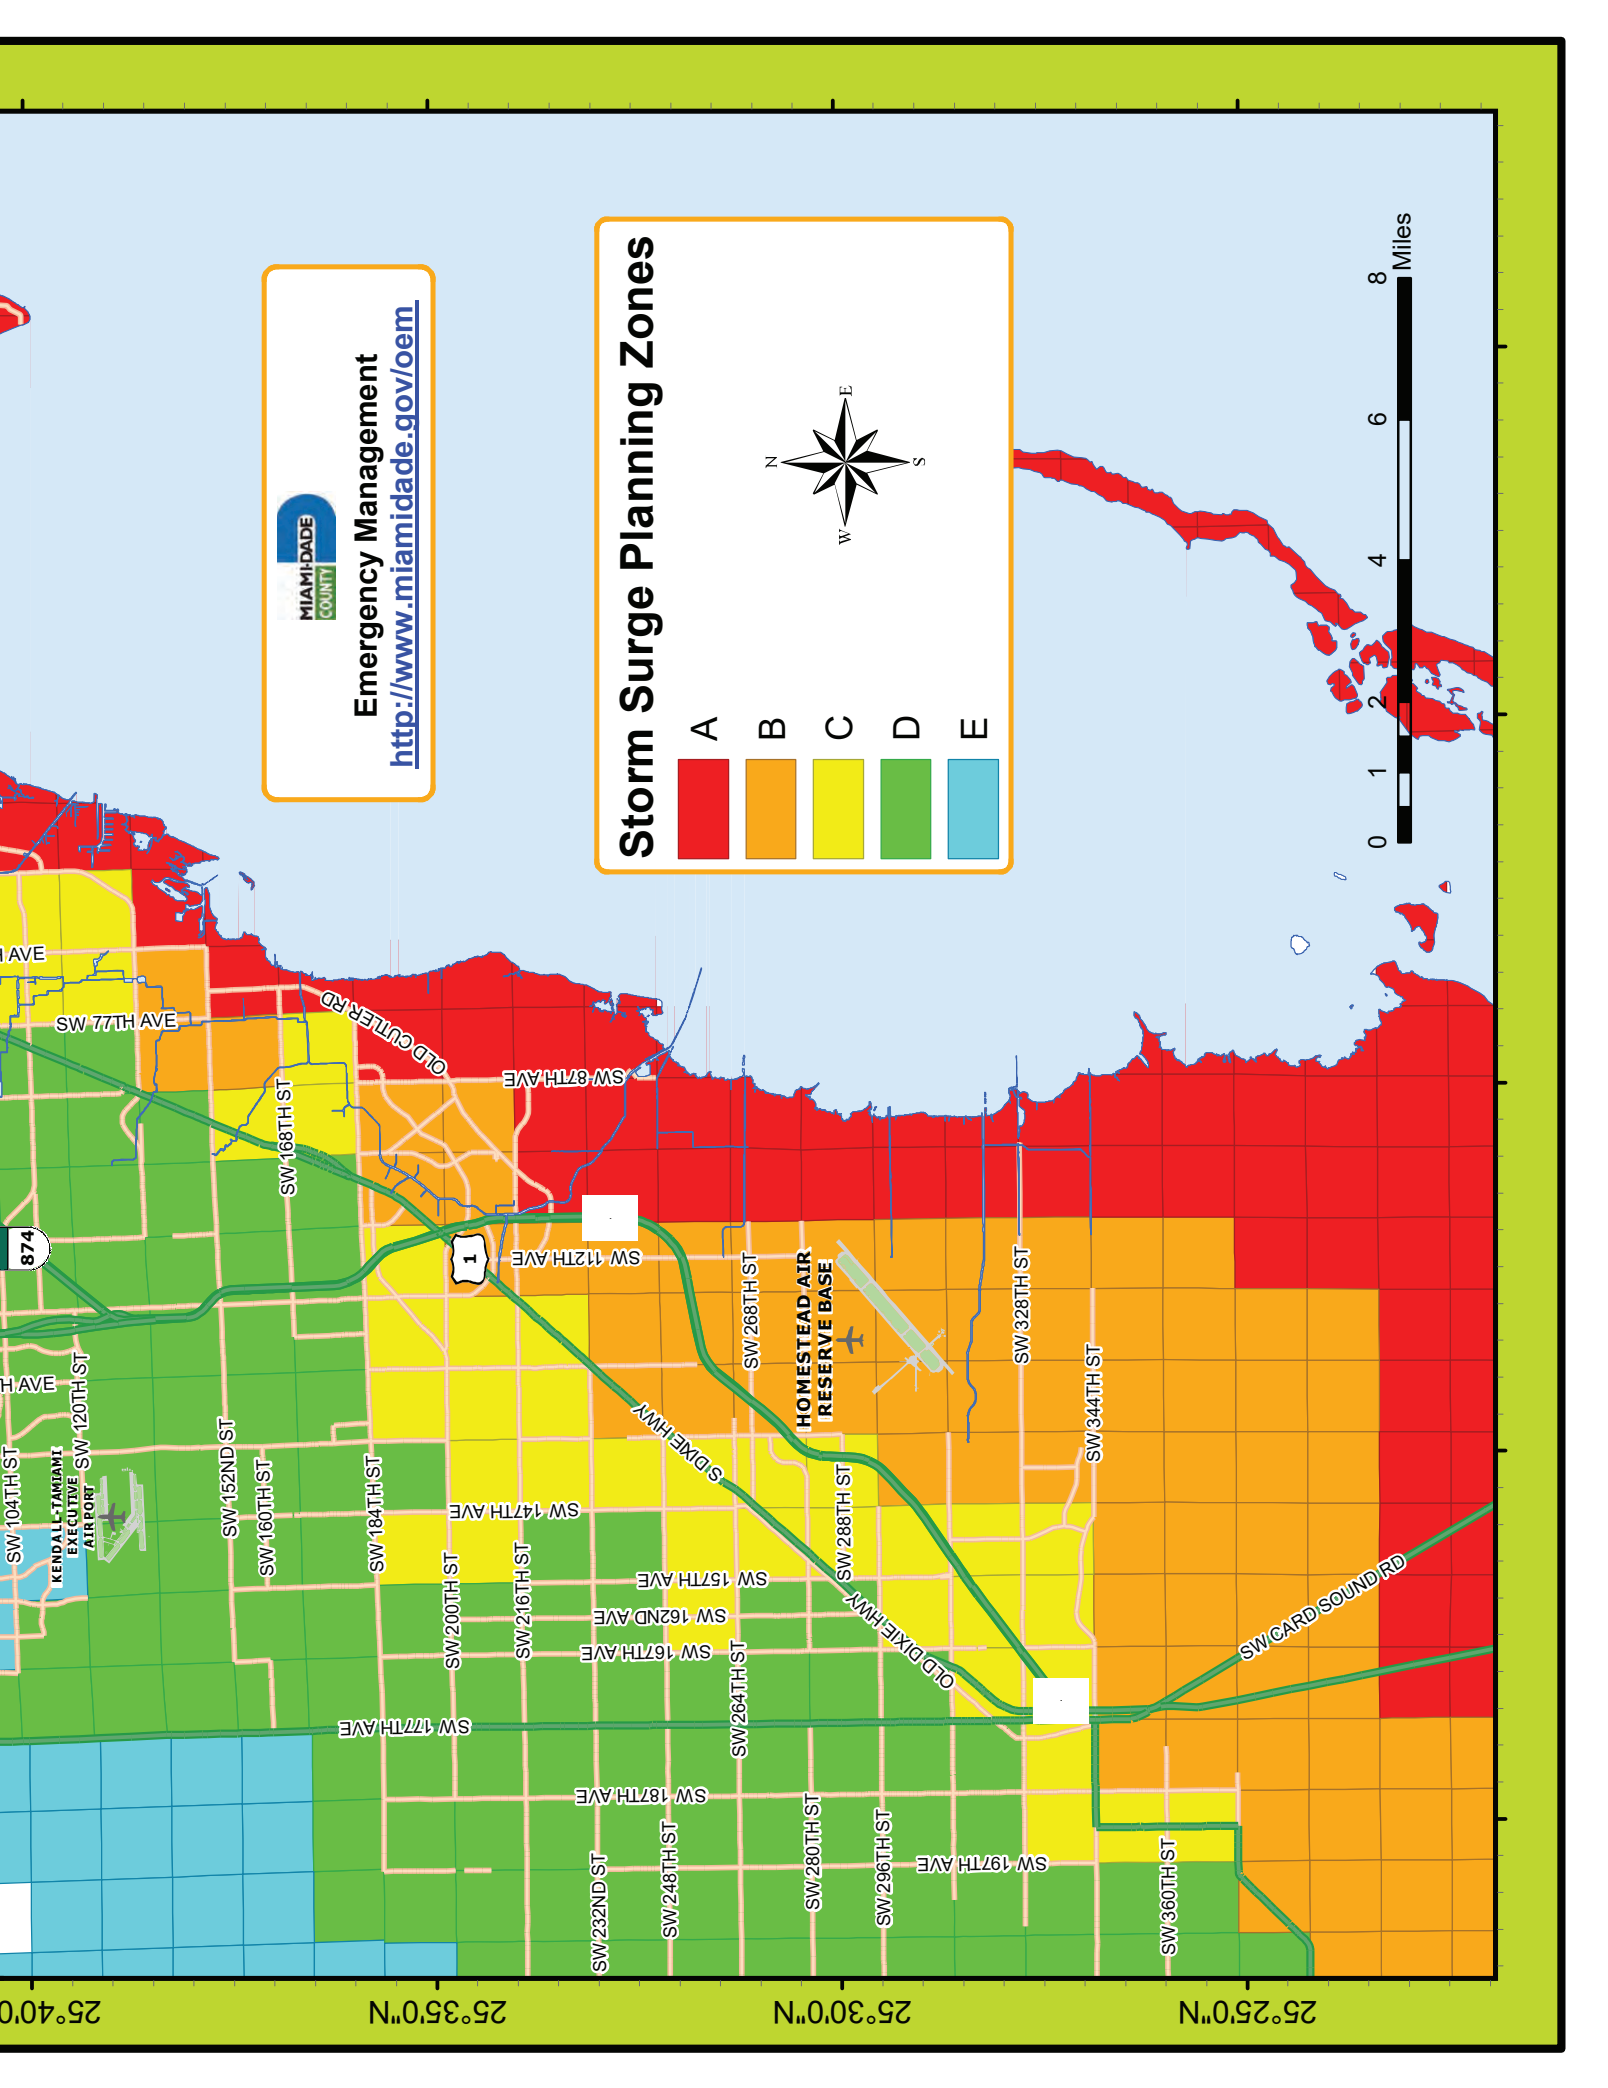 MIAMI-DADE
COUNTY
Emergency Management
http://www.miamidade.gov/oem
Storm Surge Planning Zones
A
B
C
D
E
N
E
S
W
0
1
2
4
6
8
Miles
H AVE
SW 77TH AVE
OLD CUTLER RD
SW 87TH AVE
SW 168TH ST
874
1
SW 112TH AVE
SW 268TH ST
HOMESTEAD AIR
RESERVE BASE
SW 328TH ST
SW 344TH ST
H AVE
SW 120TH ST
SW 104TH ST
KENDALL-TAMIAMI
EXECUTIVE
AIRPORT
SW 152ND ST
SW 160TH ST
SW 184TH ST
S DIXIE HWY
SW 147TH AVE
SW 288TH ST
SW 200TH ST
SW 216TH ST
SW 157TH AVE
SW 162ND AVE
SW 167TH AVE
OLD DIXIE HWY
SW 264TH ST
SW CARD SOUND RD
SW 177TH AVE
SW 187TH AVE
SW 197TH AVE
SW 232ND ST
SW 248TH ST
SW 280TH ST
SW 296TH ST
SW 360TH ST
25°40'0
25°35'0"N
25°30'0"N
25°25'0"N